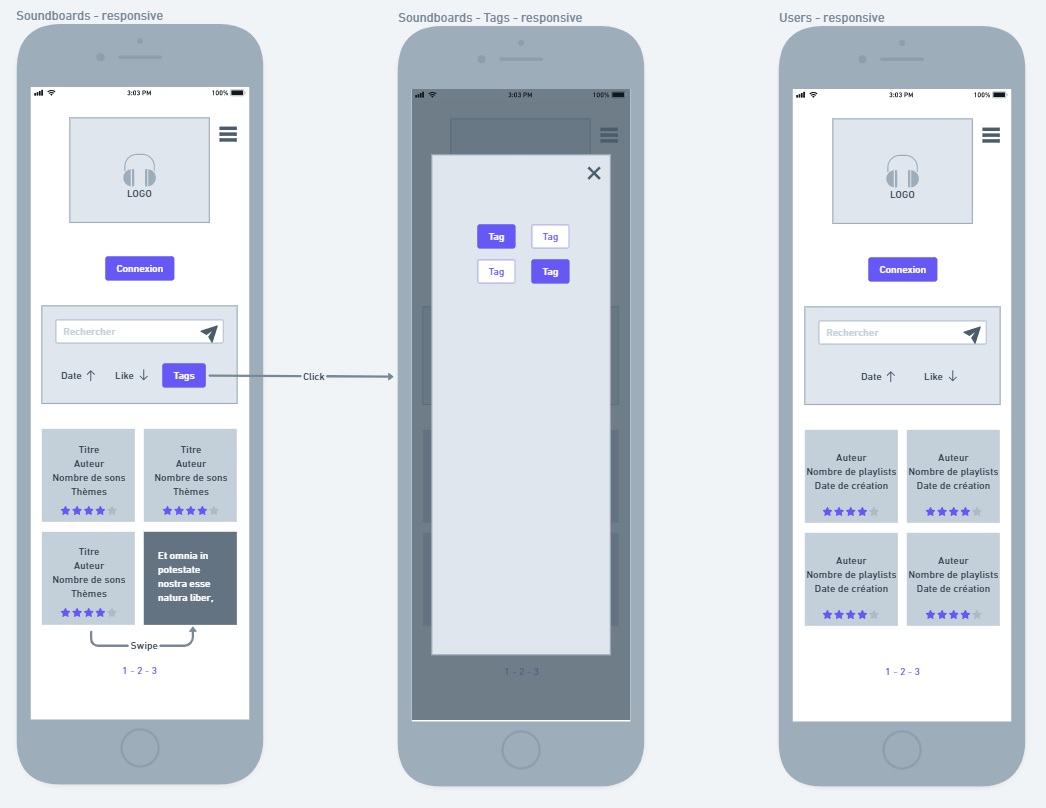 Soundboards - responsive
3:03 PM
100%
LOGO
Connexion
Rechercher
Date
Like
Tags
Titre
Auteur
Nombre de sons
Thèmes
Titre
Auteur
Nombre de sons
Thèmes
Titre
Auteur
Nombre de sons
Thèmes
Et omnia in
potestate
nostra esse
natura liber,
Swipe
1 - 2 - 3
Click
Soundboards - Tags - responsive
3:03 PM
100%
Tag
Tag
Tag
Tag
1 - 2 - 3
Users - responsive
3:03 PM
100%
LOGO
Connexion
Rechercher
Date
Like
Auteur
Nombre de playlists
Date de création
Auteur
Nombre de playlists
Date de création
Auteur
Nombre de playlists
Date de création
Auteur
Nombre de playlists
Date de création
1 - 2 - 3